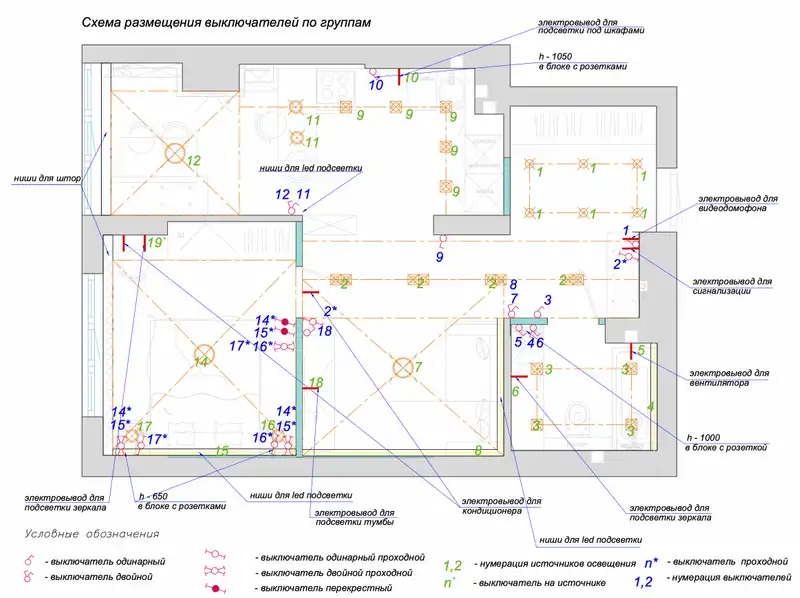 Схема размещения выключателей по группам
электровывод для
подсветки под шкафами
h - 1050
в блоке с розетками
10
10
11
9
9
9
11
9
12
ниши для led подсветки
1
1
1
ниши для штор
9
12 11
электровывод для
видеодомофона
1
1
1
1
19`
9
2*
электровывод для
сигнализации
2
2
2
8
2
7
3
14*
2*
15*
18
17* 16*
5
4
6
5
14
7
3
3
электровывод для
вентилятора
18
6
14*
14*
4
15*
17
16
15*
3
3
17*
16*
h - 1000
в блоке с розеткой
15
8
электровывод для
подсветки зеркала
h - 650
в блоке с розетками
ниши для led подсветки
электровывод для
подсветки тумбы
электровывод для
кондиционера
электровывод для
подсветки зеркала
ниши для led подсветки
Условные обозначения
- выключатель одинарный
- выключатель двойной
- выключатель одинарный проходной
- выключатель двойной проходной
- выключатель перекрестный
1,2 - нумерация источников освещения
n` - выключатель на источнике
n* - выключатель проходной
1,2 - нумерация выключателей